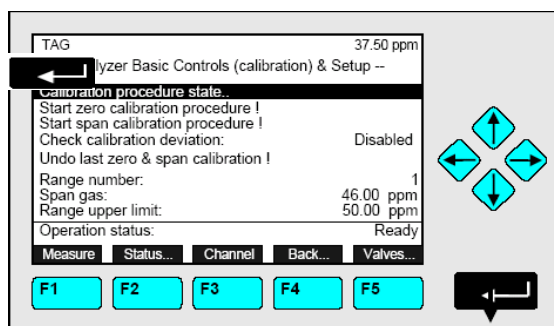 TAG 37.50 ppm
lyzer Basic Controls (calibration) & Setup --
Calibration procedure state..
Start zero calibration procedure !
Start span calibration procedure !
Check calibration deviation: Disabled
Undo last zero & span calibration !
Range number: 1
Span gas: 46.00 ppm
Range upper limit: 50.00 ppm
Operation status: Ready
Measure Status... Channel Back... Valves...
F1 F2 F3 F4 F5